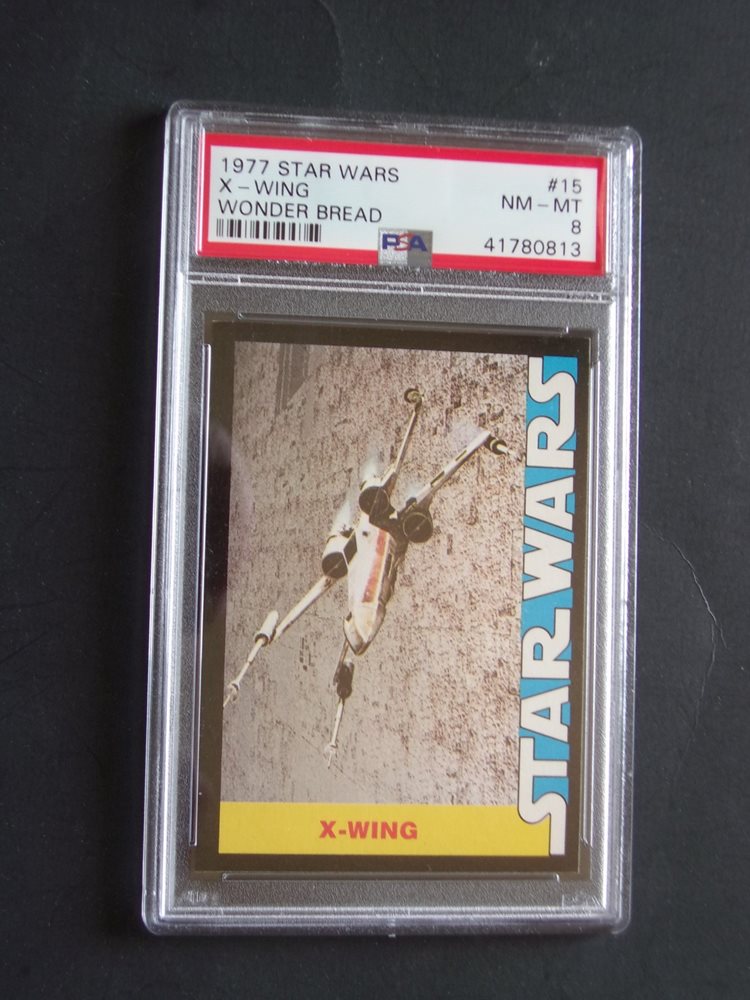 1977 STAR WARS #15
X-WING NM-MT
WONDER BREAD 8
PSA 41780813
STAR WARS
X-WING